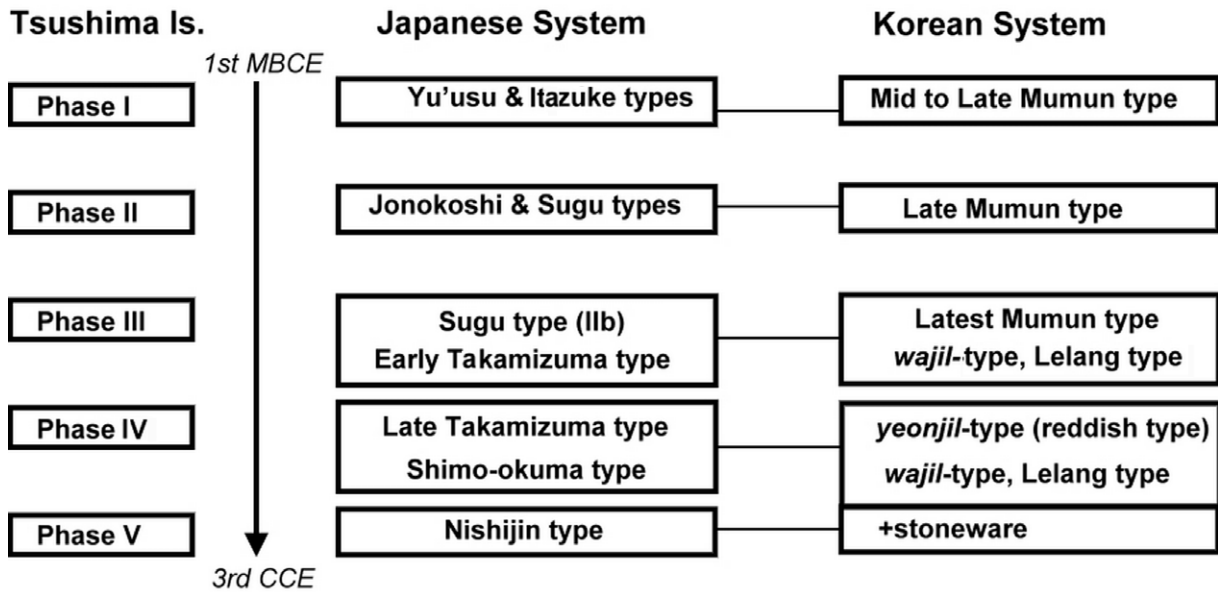 Tsushima Is. Japanese System Korean System
1st MBCE
Phase I Yu'usu & Itazuke types Mid to Late Mumun type
Phase II Jonokoshi & Sugu types Late Mumun type
Phase III Sugu type (IIb) Latest Mumun type
Early Takamizuma type wajil-type, Lelang type
Phase IV Late Takamizuma type yeonjil-type (reddish type)
Shimo-okuma type wajil-type, Lelang type
Phase V Nishijin type +stoneware
3rd CCE